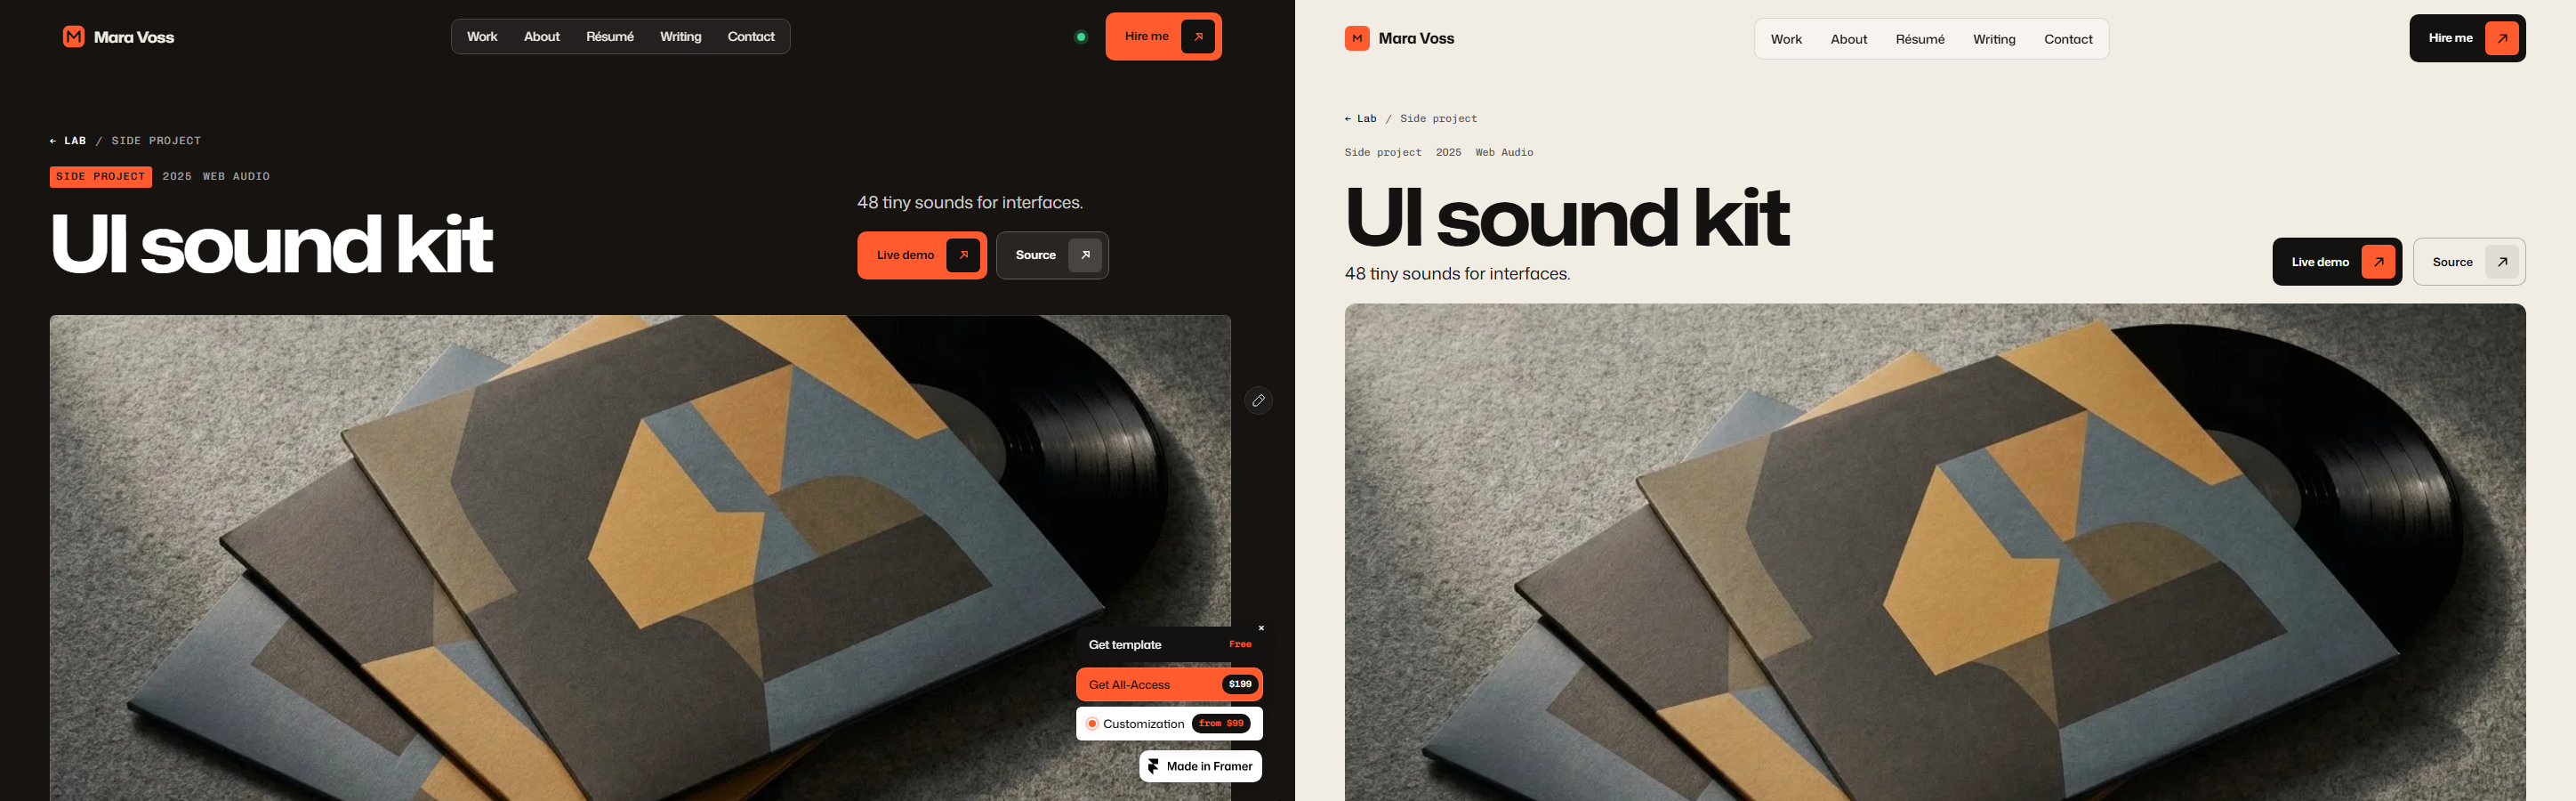 Mara Voss
Work About Résumé Writing Contact
Hire me
← LAB / SIDE PROJECT
SIDE PROJECT 2025 WEB AUDIO
UI sound kit
48 tiny sounds for interfaces.
Live demo
Source
Get template Free
Get All-Access $199
Customization from $99
Made in Framer
Mara Voss
Work About Résumé Writing Contact
Hire me
← Lab / Side project
Side project 2025 Web Audio
UI sound kit
48 tiny sounds for interfaces.
Live demo
Source